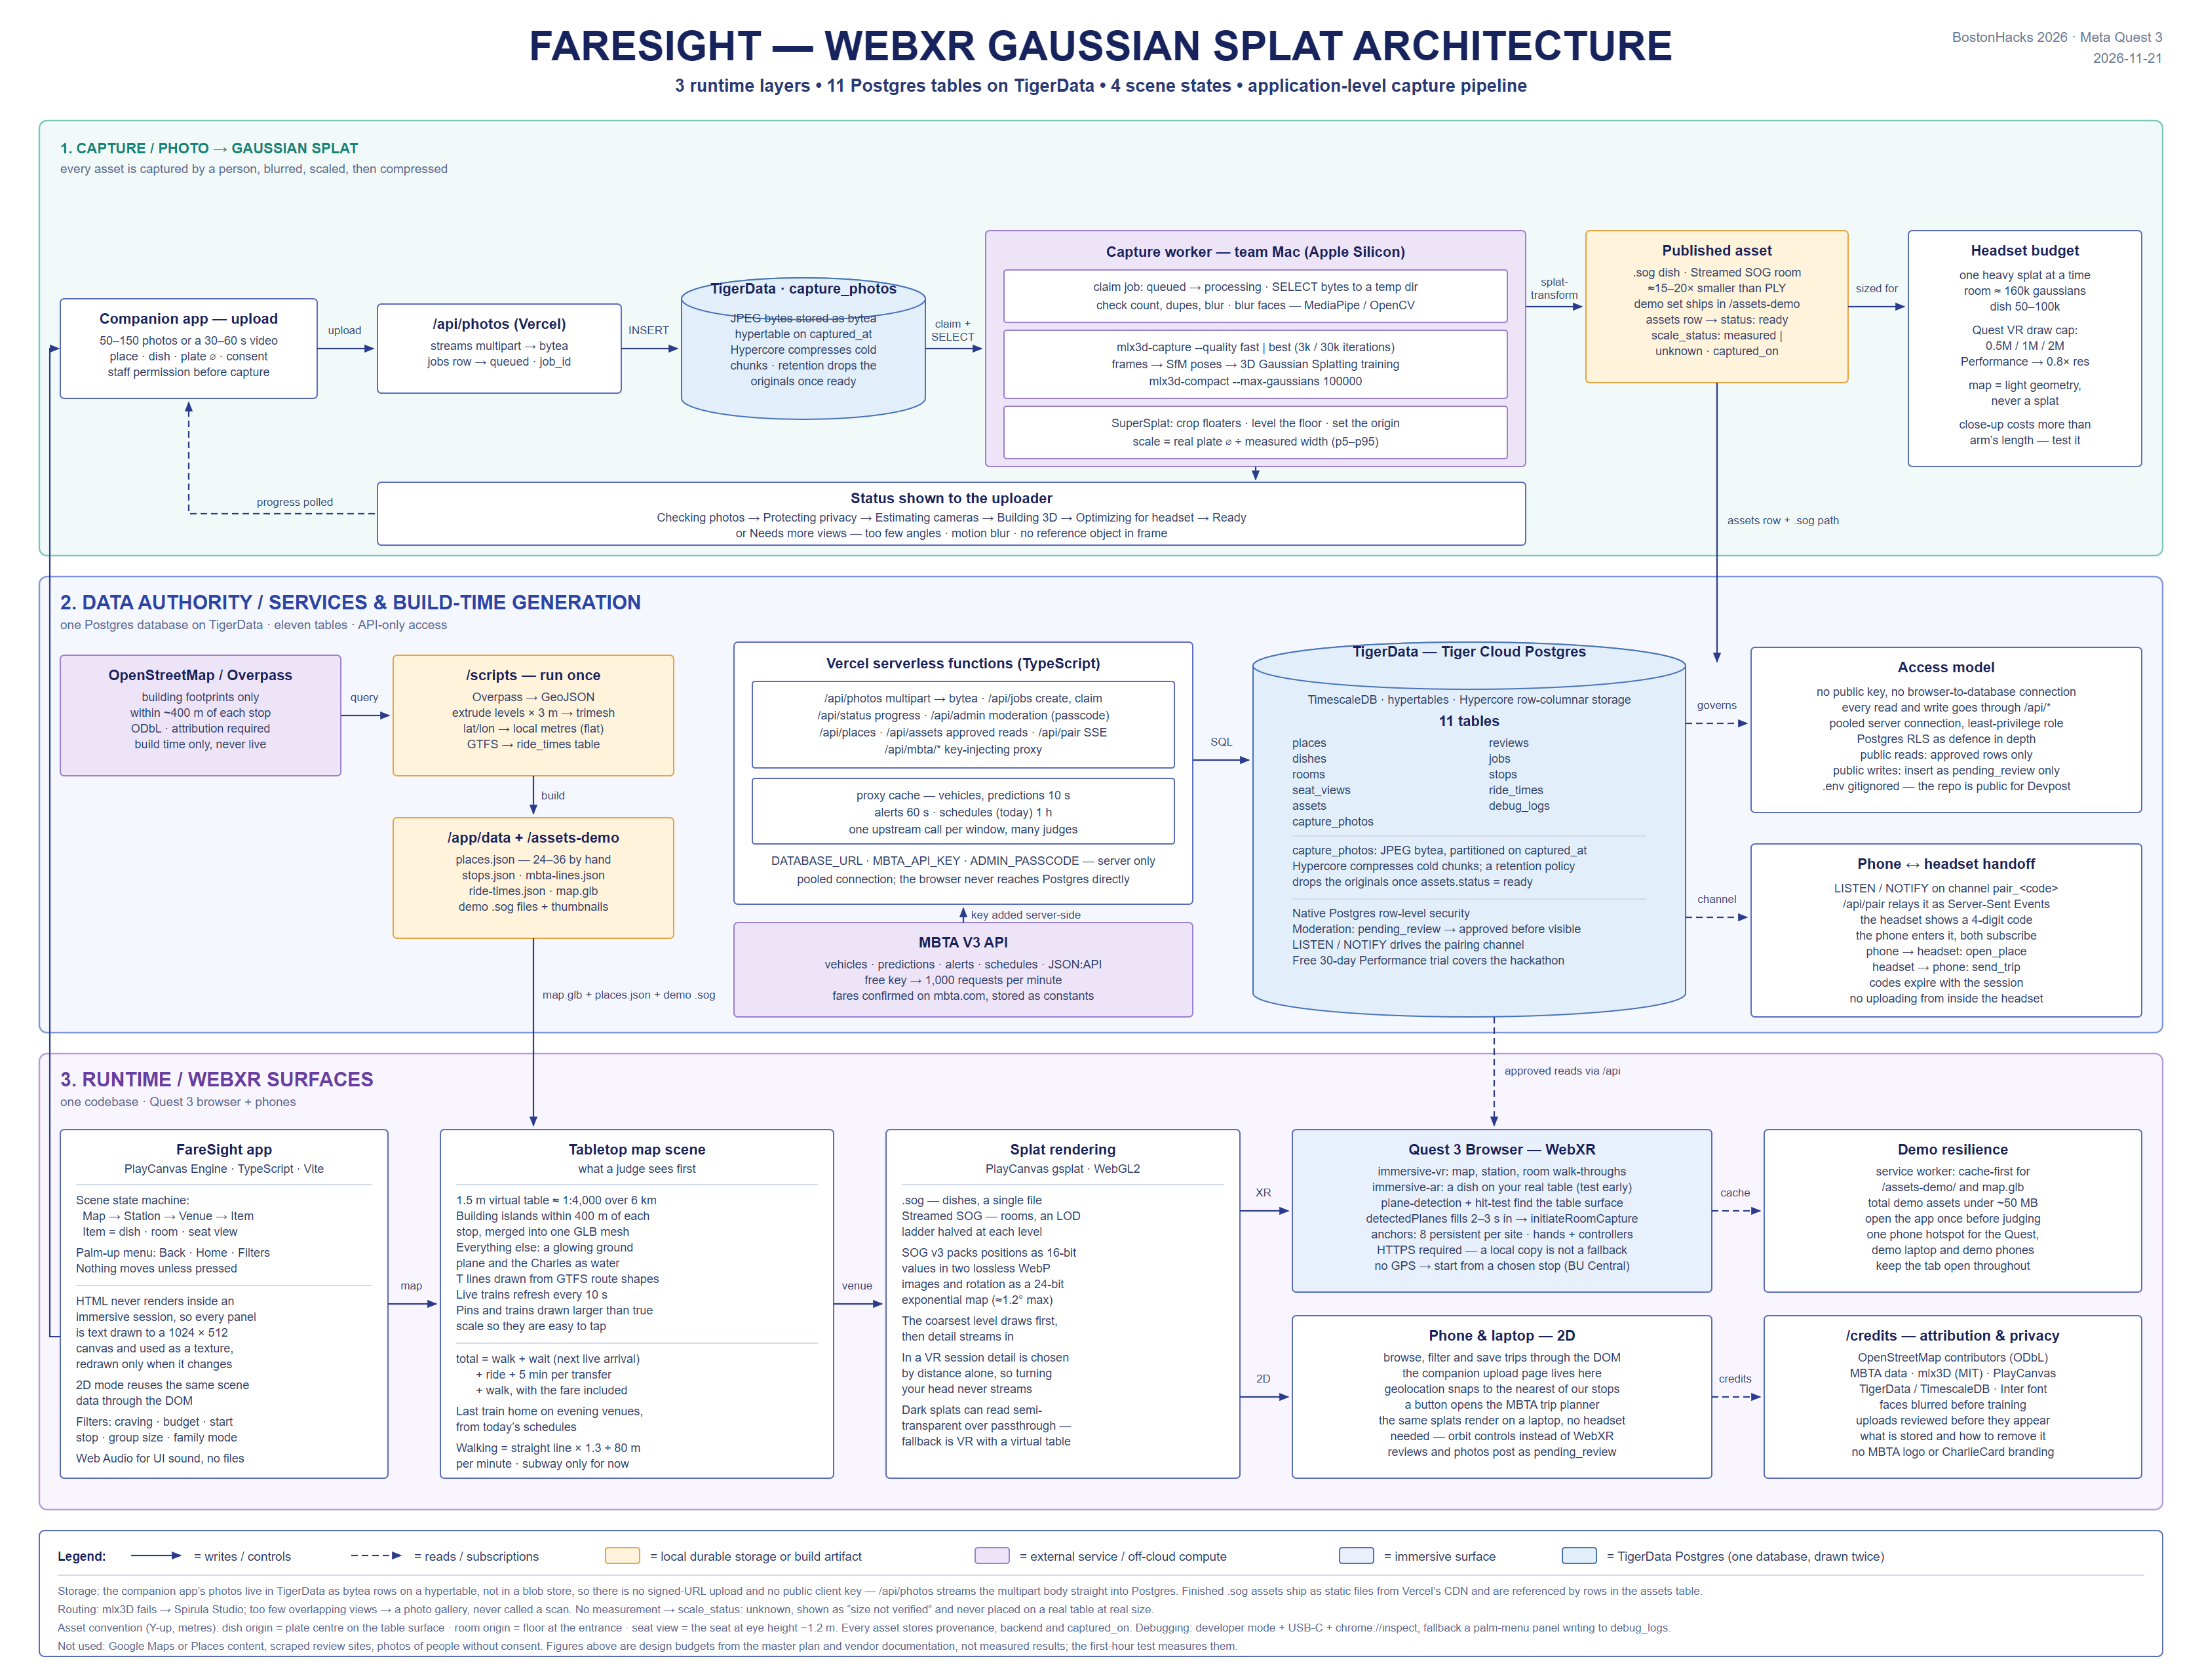 FARESIGHT — WEBXR GAUSSIAN SPLAT ARCHITECTURE
3 runtime layers • 11 Postgres tables on TigerData • 4 scene states • application-level capture pipeline
BostonHacks 2026 · Meta Quest 3
2026-11-21
1. CAPTURE / PHOTO → GAUSSIAN SPLAT
every asset is captured by a person, blurred, scaled, then compressed
Companion app — upload
50–150 photos or a 30–60 s video
place · dish · plate ⌀ · consent
staff permission before capture
upload
/api/photos (Vercel)
streams multipart → bytea
jobs row → queued · job_id
INSERT
TigerData · capture_photos
JPEG bytes stored as bytea
hypertable on captured_at
Hypercore compresses cold
chunks · retention drops the
originals once ready
claim +
SELECT
Capture worker — team Mac (Apple Silicon)
claim job: queued → processing · SELECT bytes to a temp dir
check count, dupes, blur · blur faces — MediaPipe / OpenCV
mlx3d-capture --quality fast | best (3k / 30k iterations)
frames → SfM poses → 3D Gaussian Splatting training
mlx3d-compact --max-gaussians 100000
SuperSplat: crop floaters · level the floor · set the origin
scale = real plate ⌀ ÷ measured width (p5–p95)
splat-
transform
Published asset
.sog dish · Streamed SOG room
≈15–20× smaller than PLY
demo set ships in /assets-demo
assets row → status: ready
scale_status: measured |
unknown · captured_on
sized for
Headset budget
one heavy splat at a time
room ≈ 160k gaussians
dish 50–100k
Quest VR draw cap:
0.5M / 1M / 2M
Performance → 0.8× res
map = light geometry,
never a splat
close-up costs more than
arm's length — test it
progress polled
Status shown to the uploader
Checking photos → Protecting privacy → Estimating cameras → Building 3D → Optimizing for headset → Ready
or Needs more views — too few angles · motion blur · no reference object in frame
assets row + .sog path
2. DATA AUTHORITY / SERVICES & BUILD-TIME GENERATION
one Postgres database on TigerData · eleven tables · API-only access
OpenStreetMap / Overpass
building footprints only
within ~400 m of each stop
ODbL · attribution required
build time only, never live
query
/scripts — run once
Overpass → GeoJSON
extrude levels × 3 m → trimesh
lat/lon → local metres (flat)
GTFS → ride_times table
build
/app/data + /assets-demo
places.json — 24–36 by hand
stops.json · mbta-lines.json
ride-times.json · map.glb
demo .sog files + thumbnails
map.glb + places.json + demo .sog
Vercel serverless functions (TypeScript)
/api/photos multipart → bytea · /api/jobs create, claim
/api/status progress · /api/admin moderation (passcode)
/api/places · /api/assets approved reads · /api/pair SSE
/api/mbta/* key-injecting proxy
proxy cache — vehicles, predictions 10 s
alerts 60 s · schedules (today) 1 h
one upstream call per window, many judges
DATABASE_URL · MBTA_API_KEY · ADMIN_PASSCODE — server only
pooled connection; the browser never reaches Postgres directly
key added server-side
MBTA V3 API
vehicles · predictions · alerts · schedules · JSON:API
free key → 1,000 requests per minute
fares confirmed on mbta.com, stored as constants
SQL
TigerData — Tiger Cloud Postgres
TimescaleDB · hypertables · Hypercore row-columnar storage
11 tables
places
dishes
rooms
seat_views
assets
capture_photos
reviews
jobs
stops
ride_times
debug_logs
capture_photos: JPEG bytea, partitioned on captured_at
Hypercore compresses cold chunks; a retention policy
drops the originals once assets.status = ready
Native Postgres row-level security
Moderation: pending_review → approved before visible
LISTEN / NOTIFY drives the pairing channel
Free 30-day Performance trial covers the hackathon
governs
Access model
no public key, no browser-to-database connection
every read and write goes through /api/*
pooled server connection, least-privilege role
Postgres RLS as defence in depth
public reads: approved rows only
public writes: insert as pending_review only
.env gitignored — the repo is public for Devpost
channel
Phone ↔ headset handoff
LISTEN / NOTIFY on channel pair_<code>
/api/pair relays it as Server-Sent Events
the headset shows a 4-digit code
the phone enters it, both subscribe
phone → headset: open_place
headset → phone: send_trip
codes expire with the session
no uploading from inside the headset
approved reads via /api
3. RUNTIME / WEBXR SURFACES
one codebase · Quest 3 browser + phones
FareSight app
PlayCanvas Engine · TypeScript · Vite
Scene state machine:
Map → Station → Venue → Item
Item = dish · room · seat view
Palm-up menu: Back · Home · Filters
Nothing moves unless pressed
HTML never renders inside an
immersive session, so every panel
is text drawn to a 1024 × 512
canvas and used as a texture,
redrawn only when it changes
2D mode reuses the same scene
data through the DOM
Filters: craving · budget · start
stop · group size · family mode
Web Audio for UI sound, no files
map
Tabletop map scene
what a judge sees first
1.5 m virtual table ≈ 1:4,000 over 6 km
Building islands within 400 m of each
stop, merged into one GLB mesh
Everything else: a glowing ground
plane and the Charles as water
T lines drawn from GTFS route shapes
Live trains refresh every 10 s
Pins and trains drawn larger than true
scale so they are easy to tap
total = walk + wait (next live arrival)
+ ride + 5 min per transfer
+ walk, with the fare included
Last train home on evening venues,
from today's schedules
Walking = straight line × 1.3 ÷ 80 m
per minute · subway only for now
venue
Splat rendering
PlayCanvas gsplat · WebGL2
.sog — dishes, a single file
Streamed SOG — rooms, an LOD
ladder halved at each level
SOG v3 packs positions as 16-bit
values in two lossless WebP
images and rotation as a 24-bit
exponential map (≈1.2° max)
The coarsest level draws first,
then detail streams in
In a VR session detail is chosen
by distance alone, so turning
your head never streams
Dark splats can read semi-
transparent over passthrough —
fallback is VR with a virtual table
XR
2D
Quest 3 Browser — WebXR
immersive-vr: map, station, room walk-throughs
immersive-ar: a dish on your real table (test early)
plane-detection + hit-test find the table surface
detectedPlanes fills 2–3 s in → initiateRoomCapture
anchors: 8 persistent per site · hands + controllers
HTTPS required — a local copy is not a fallback
no GPS → start from a chosen stop (BU Central)
Phone & laptop — 2D
browse, filter and save trips through the DOM
the companion upload page lives here
geolocation snaps to the nearest of our stops
a button opens the MBTA trip planner
the same splats render on a laptop, no headset
needed — orbit controls instead of WebXR
reviews and photos post as pending_review
cache
Demo resilience
service worker: cache-first for
/assets-demo/ and map.glb
total demo assets under ~50 MB
open the app once before judging
one phone hotspot for the Quest,
demo laptop and demo phones
keep the tab open throughout
credits
/credits — attribution & privacy
OpenStreetMap contributors (ODbL)
MBTA data · mlx3D (MIT) · PlayCanvas
TigerData / TimescaleDB · Inter font
faces blurred before training
uploads reviewed before they appear
what is stored and how to remove it
no MBTA logo or CharlieCard branding
Legend:
= writes / controls
= reads / subscriptions
= local durable storage or build artifact
= external service / off-cloud compute
= immersive surface
= TigerData Postgres (one database, drawn twice)
Storage: the companion app's photos live in TigerData as bytea rows on a hypertable, not in a blob store, so there is no signed-URL upload and no public client key — /api/photos streams the multipart body straight into Postgres. Finished .sog assets ship as static files from Vercel's CDN and are referenced by rows in the assets table.
Routing: mlx3D fails → Spirula Studio; too few overlapping views → a photo gallery, never called a scan. No measurement → scale_status: unknown, shown as "size not verified" and never placed on a real table at real size.
Asset convention (Y-up, metres): dish origin = plate centre on the table surface · room origin = floor at the entrance · seat view = the seat at eye height ~1.2 m. Every asset stores provenance, backend and captured_on. Debugging: developer mode + USB-C + chrome://inspect, fallback a palm-menu panel writing to debug_logs.
Not used: Google Maps or Places content, scraped review sites, photos of people without consent. Figures above are design budgets from the master plan and vendor documentation, not measured results; the first-hour test measures them.